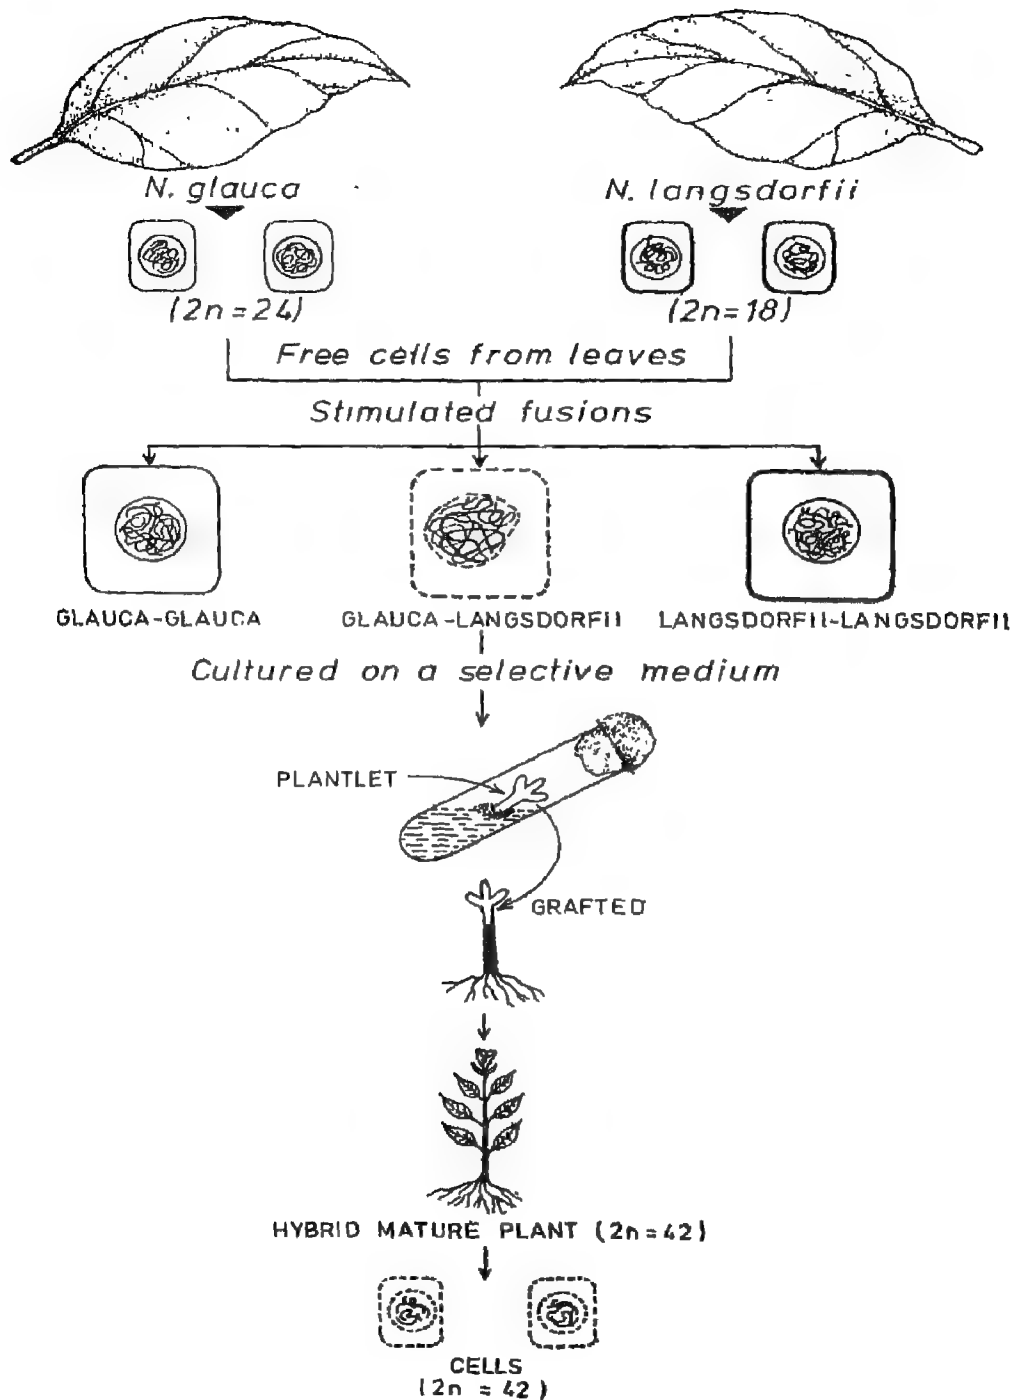 N. glauca
N. langsdorfii
(2n=24)
(2n=18)
Free cells from leaves
Stimulated fusions
GLAUCA-GLAUCA
GLAUCA-LANGSDORFII
LANGSDORFII-LANGSDORFII
Cultured on a selective medium
PLANTLET
GRAFTED
HYBRID MATURE PLANT (2n=42)
CELLS
(2n = 42)